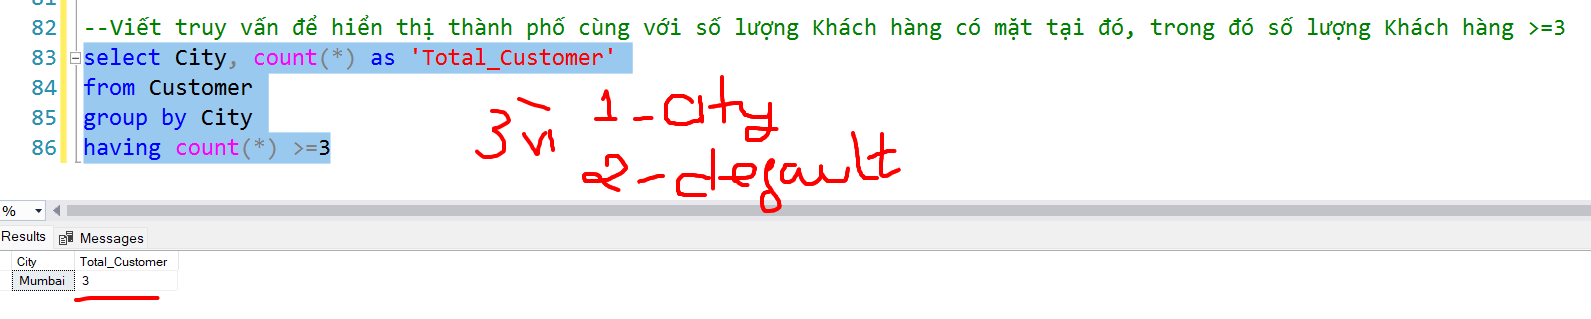 81
82 --Viết truy vấn để hiển thị thành phố cùng với số lượng Khách hàng có mặt tại đó, trong đó số lượng Khách hàng >=3
83 select City, count(*) as 'Total_Customer'
84 from Customer
85 group by City
86 having count(*) >=3
3 vì
1 - city
2 - degault
%
Results Messages
City Total_Customer
Mumbai 3